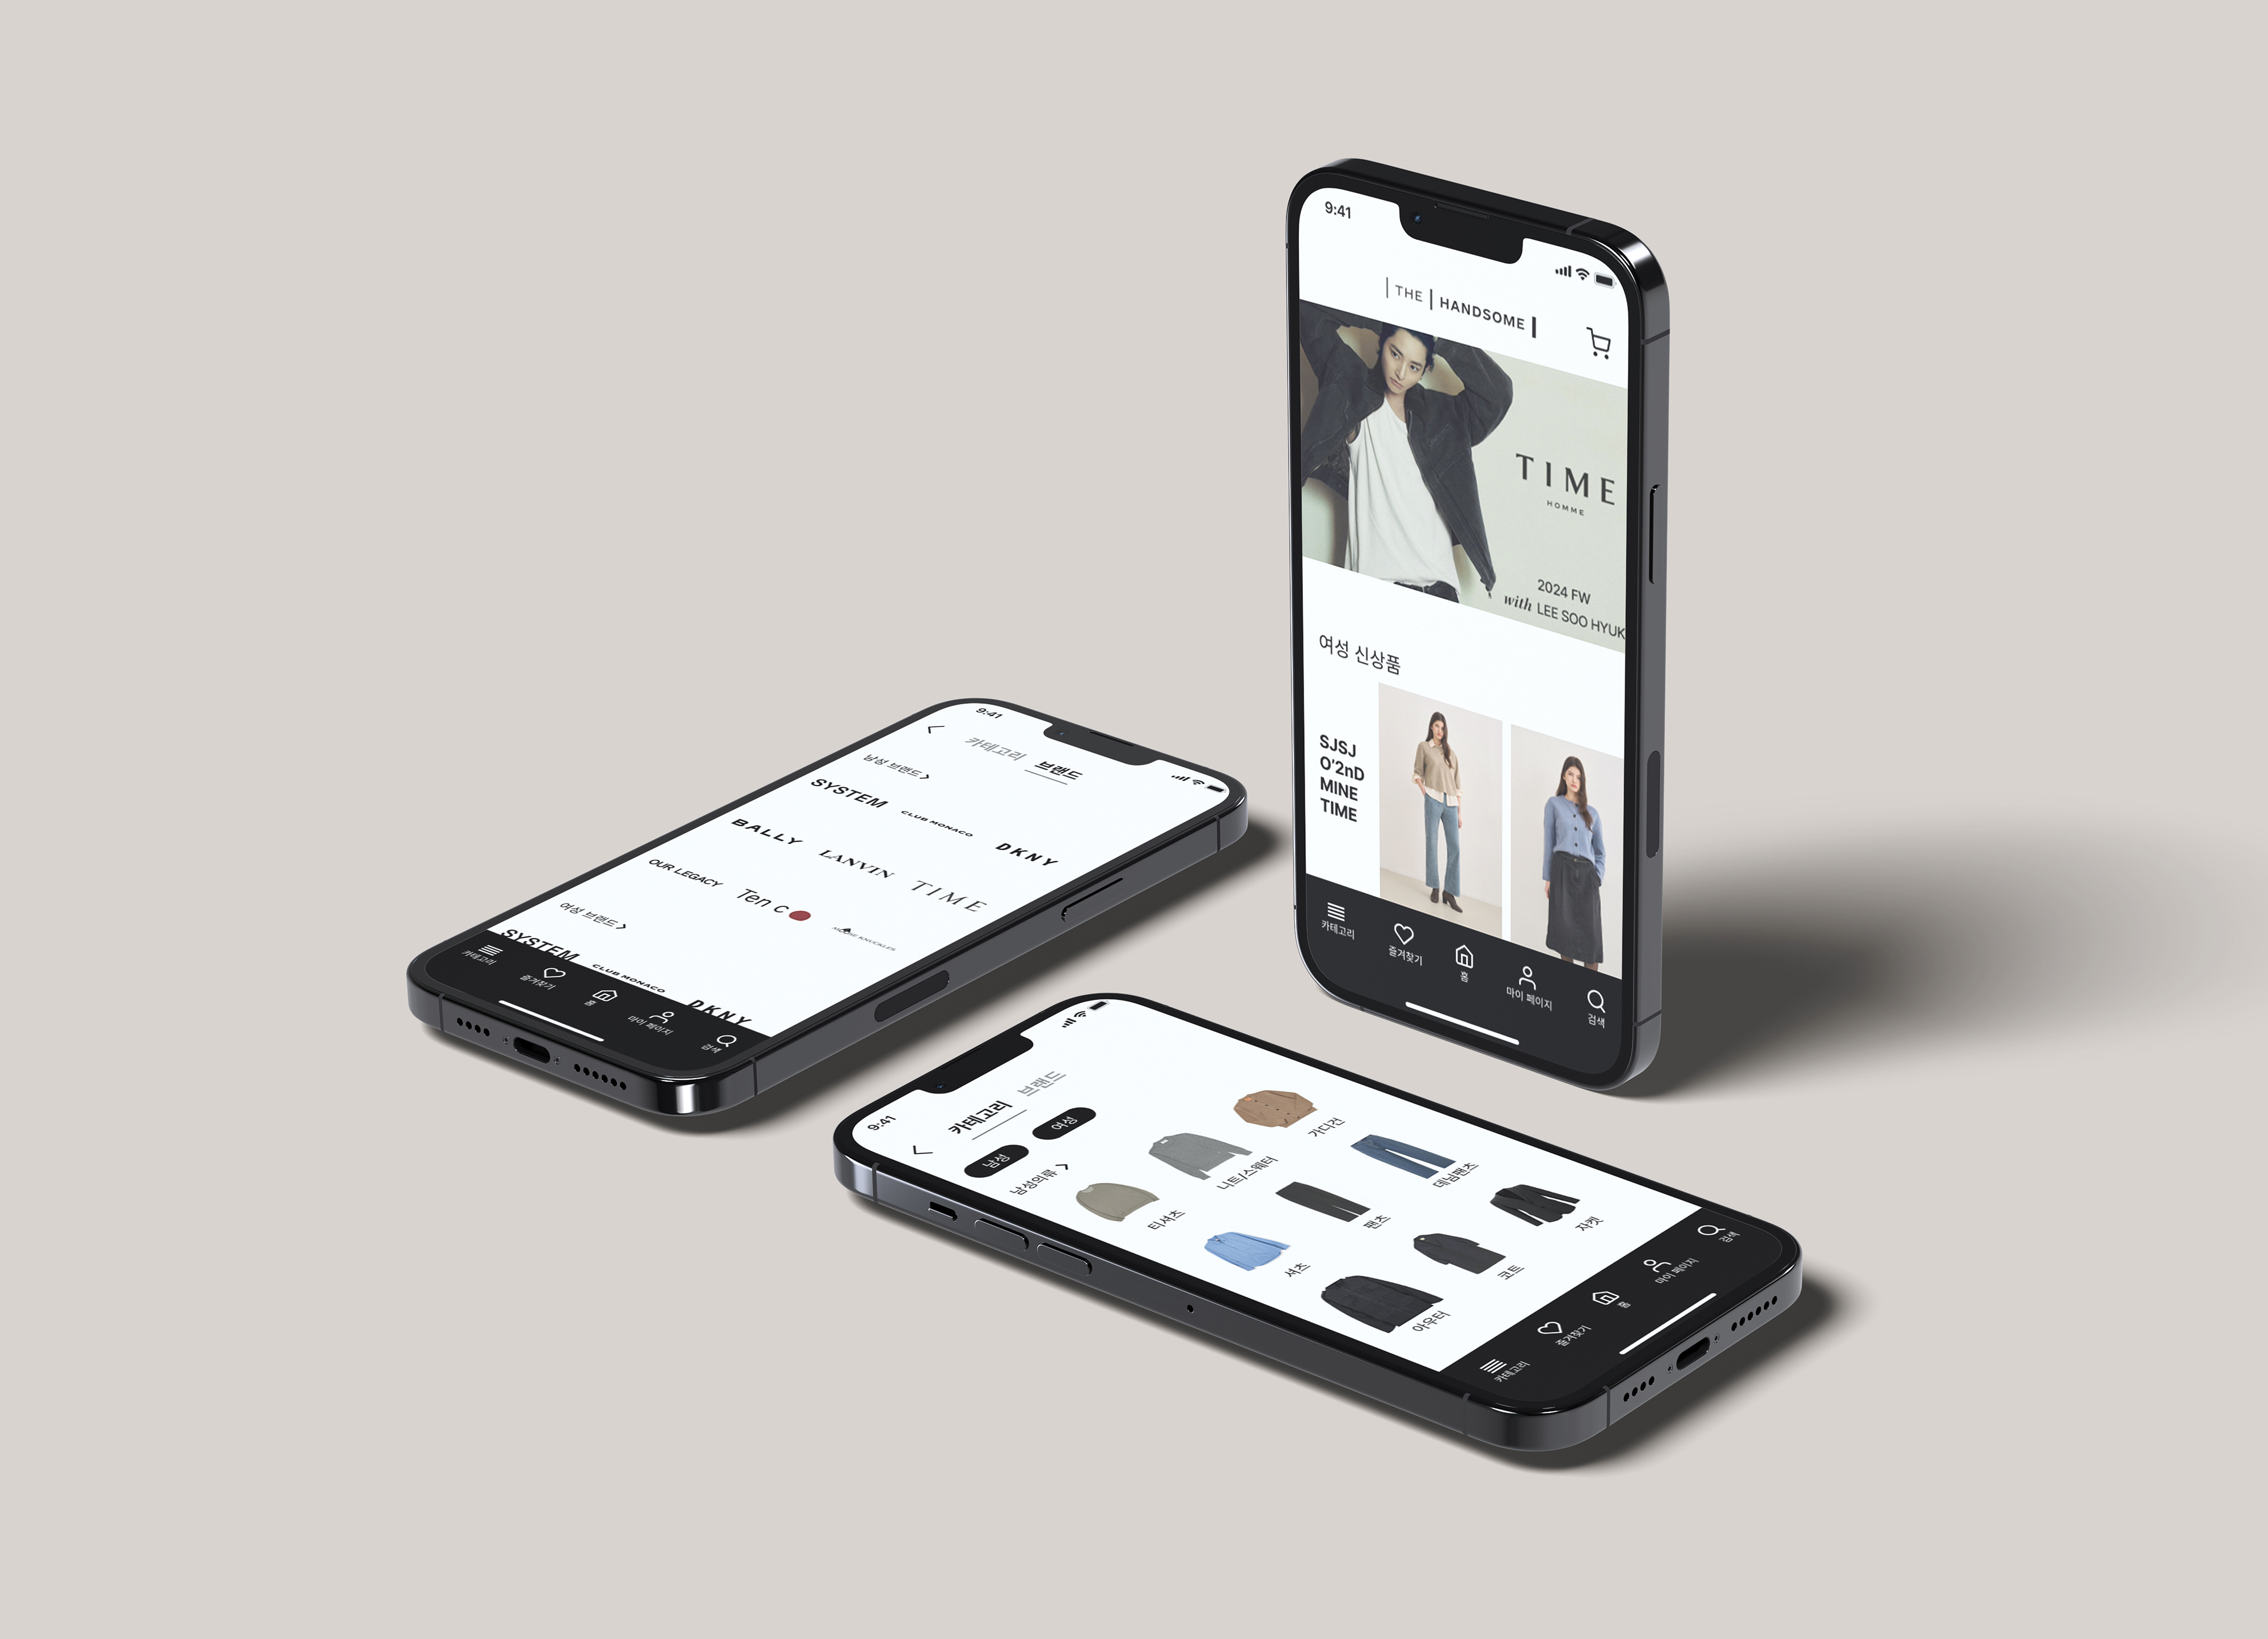 9:41
THE HANDSOME
TIME
HOMME
2024 FW
with LEE SOO HYUK
여성 신상품
SJSJ
O'2nD
MINE
TIME
카테고리 즐겨찾기 홈 마이 페이지 검색
9:41
카테고리 브랜드
남성 브랜드
SYSTEM CLUB MONACO DKNY
BALLY LANVIN TIME
OUR LEGACY Ten C MOOSE KNUCKLES
여성 브랜드
SYSTEM CLUB MONACO DKNY
카테고리 즐겨찾기 홈 마이 페이지 검색
9:41
카테고리 브랜드
남성 여성
남성의류
티셔츠 니트/스웨터 가디건
셔츠 팬츠 데님팬츠
아우터 코트 자켓
카테고리 즐겨찾기 홈 마이 페이지 검색